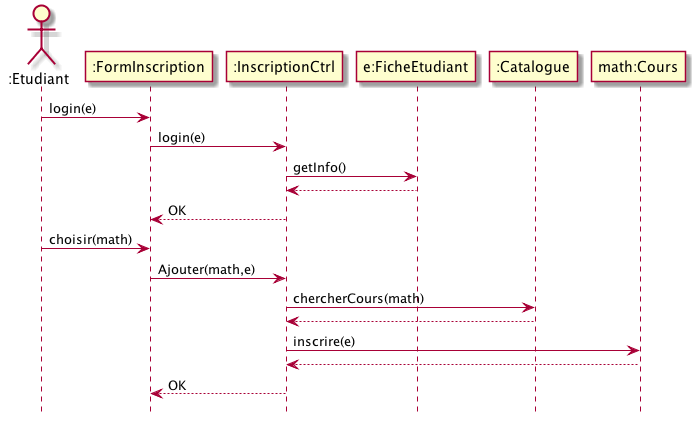 :Etudiant
:FormInscription
:InscriptionCtrl
e:FicheEtudiant
:Catalogue
math:Cours
login(e)
login(e)
getInfo()
OK
choisir(math)
Ajouter(math,e)
chercherCours(math)
inscrire(e)
OK